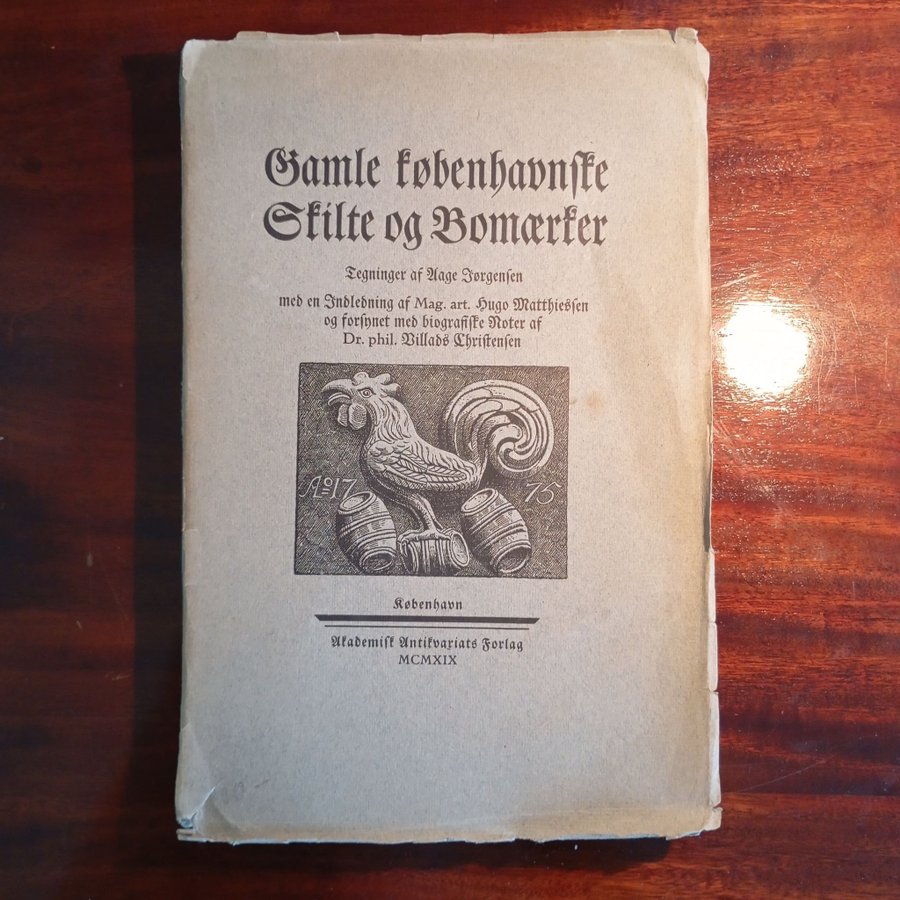 Gamle københavnske
Skilte og Bomærker
Tegninger af Aage Jørgensen
med en Indledning af Mag. art. Hugo Matthiessen
og forsynet med biografiske Noter af
Dr. phil. Villads Christensen
Ao 17 75
København
Akademisk Antikvariats Forlag
MCMXIX